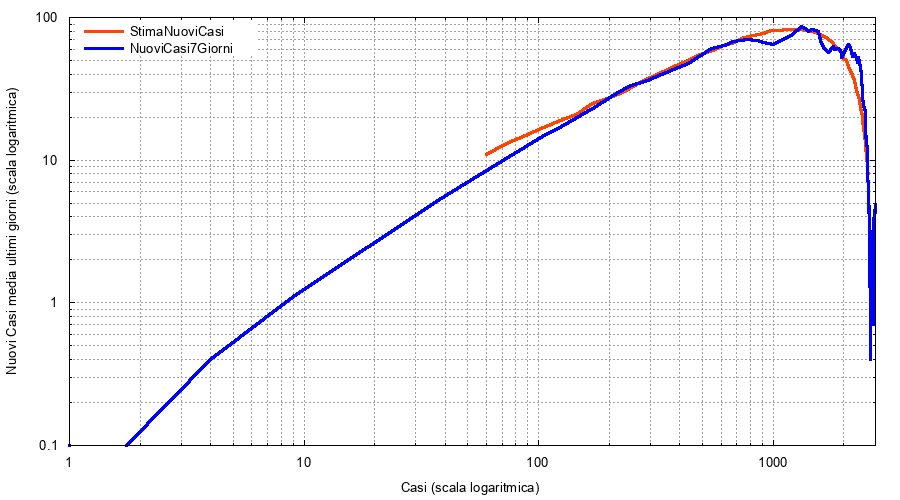 100
StimaNuoviCasi
NuoviCasi7Giorni
10
1
0.1
Nuovi Casi media ultimi giorni (scala logaritmica)
1 10 100 1000
Casi (scala logaritmica)